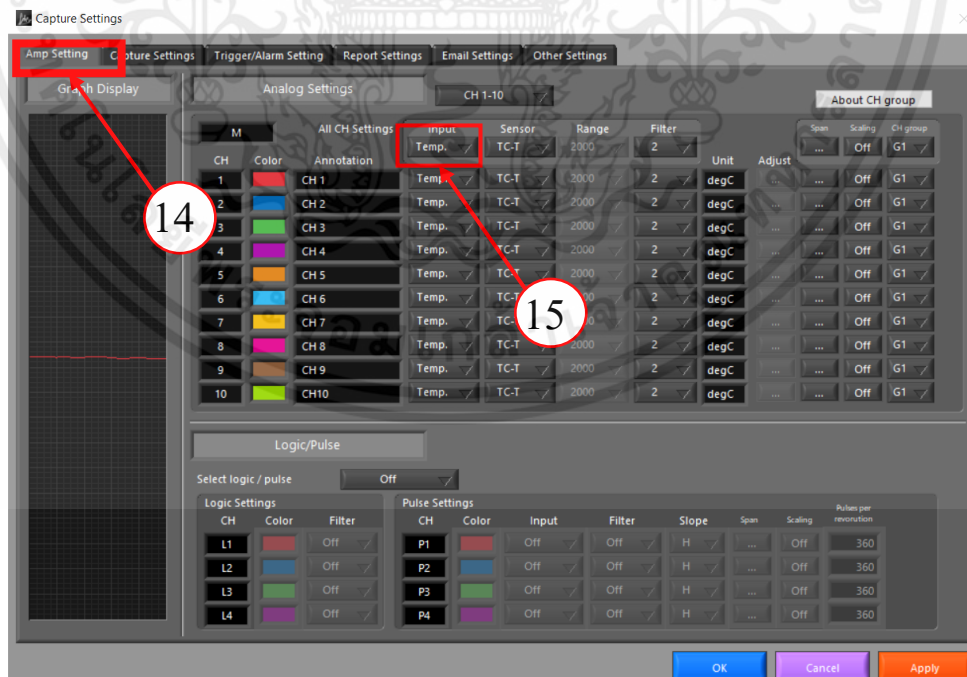 Capture Settings
Amp Setting Capture Settings Trigger/Alarm Setting Report Settings Email Settings Other Settings
Graph Display
Analog Settings CH 1-10 About CH group
M All CH Settings Input Sensor Range Filter Span Scaling CH group
Temp. TC-T 2000 2 ... Off G1
CH Color Annotation Unit Adjust
1 CH 1 Temp. TC-T 2000 2 degC ... ... Off G1
2 CH 2 Temp. TC-T 2000 2 degC ... ... Off G1
3 CH 3 Temp. TC-T 2000 2 degC ... ... Off G1
4 CH 4 Temp. TC-T 2000 2 degC ... ... Off G1
5 CH 5 Temp. TC-T 2000 2 degC ... ... Off G1
6 CH 6 Temp. TC-T 2000 2 degC ... ... Off G1
7 CH 7 Temp. TC- 2000 2 degC ... ... Off G1
8 CH 8 Temp. TC-T 2000 2 degC ... ... Off G1
9 CH 9 Temp. TC-T 2000 2 degC ... ... Off G1
10 CH10 Temp. TC-T 2000 2 degC ... ... Off G1
14
15
Logic/Pulse
Select logic / pulse Off
Logic Settings
CH Color Filter
L1 Off
L2 Off
L3 Off
L4 Off
Pulse Settings
CH Color Input Filter Slope Span Scaling Pulses per revorution
P1 Off Off H ... Off 360
P2 Off Off H ... Off 360
P3 Off Off H ... Off 360
P4 Off Off H ... Off 360
OK Cancel Apply